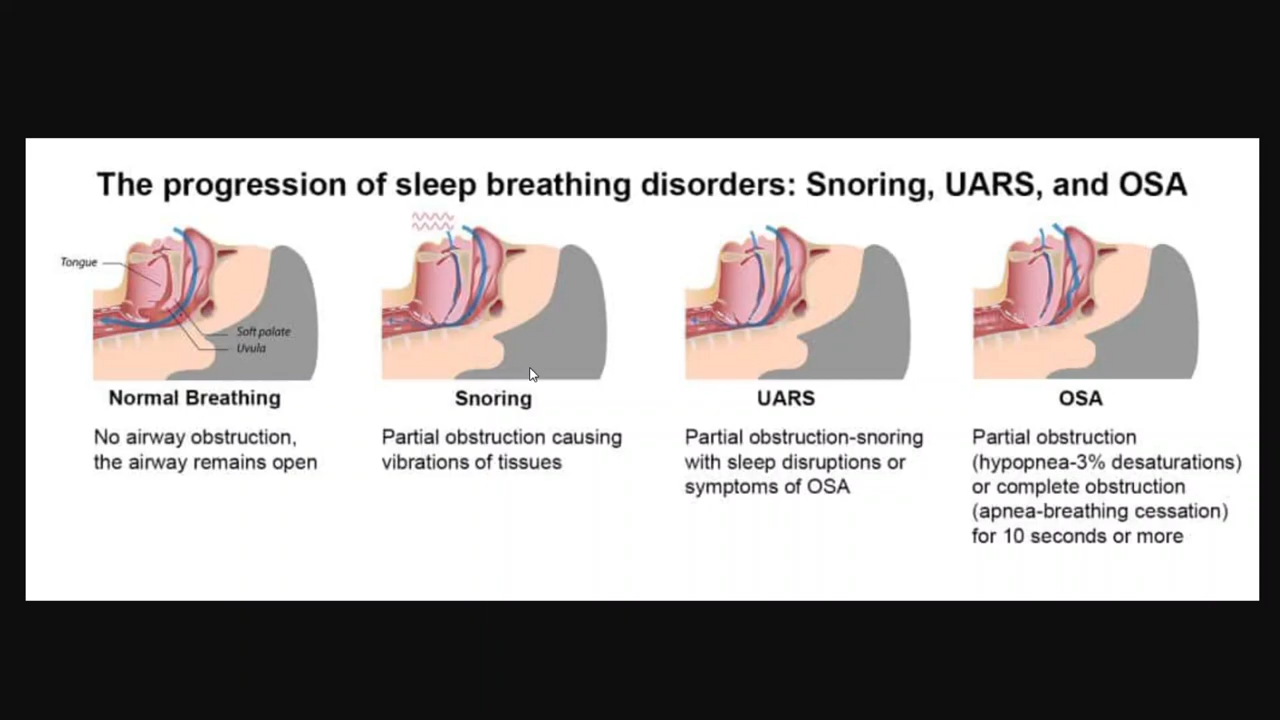 The progression of sleep breathing disorders: Snoring, UARS, and OSA
Tongue
Soft palate
Uvula
Normal Breathing
No airway obstruction,
the airway remains open
Snoring
Partial obstruction causing
vibrations of tissues
UARS
Partial obstruction-snoring
with sleep disruptions or
symptoms of OSA
OSA
Partial obstruction
(hypopnea-3% desaturations)
or complete obstruction
(apnea-breathing cessation)
for 10 seconds or more